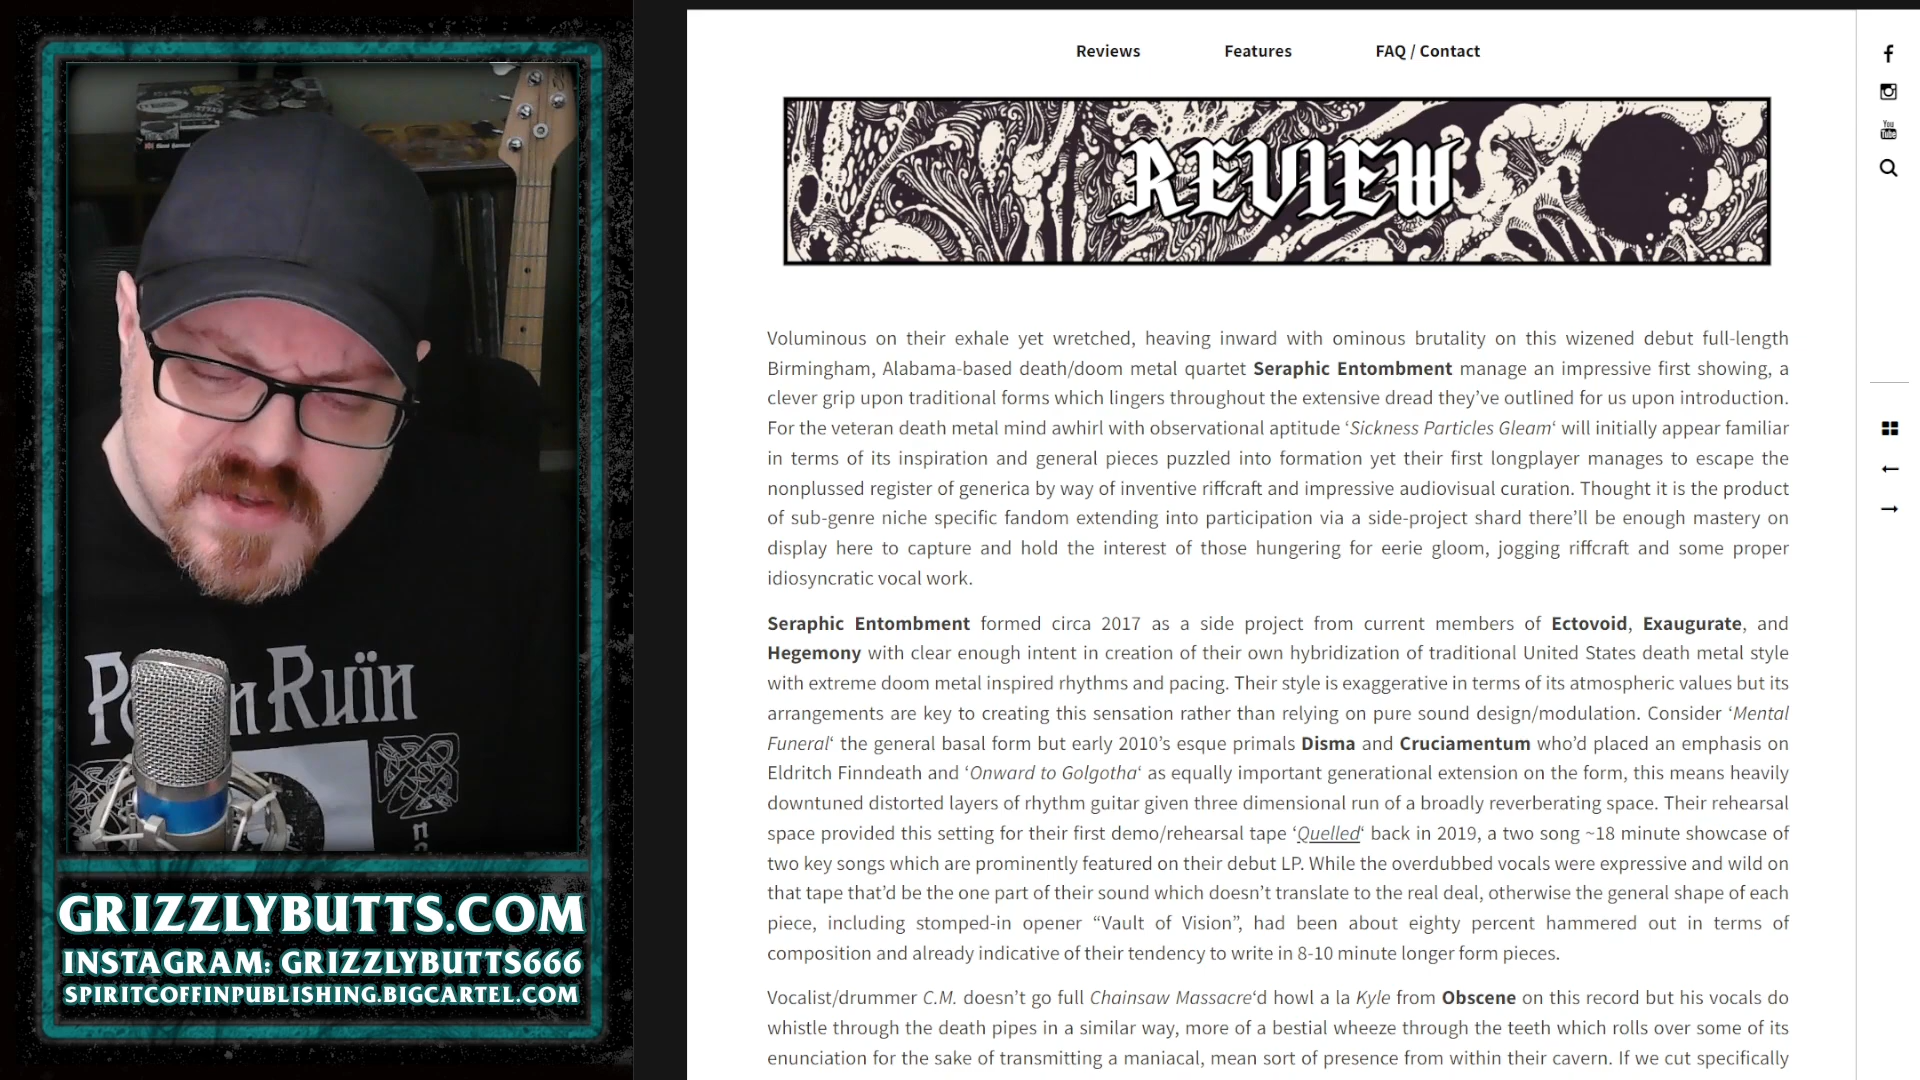 Reviews Features FAQ / Contact
REVIEW
Voluminous on their exhale yet wretched, heaving inward with ominous brutality on this wizened debut full-length
Birmingham, Alabama-based death/doom metal quartet Seraphic Entombment manage an impressive first showing, a
clever grip upon traditional forms which lingers throughout the extensive dread they’ve outlined for us upon introduction.
For the veteran death metal mind awhirl with observational aptitude ‘Sickness Particles Gleam‘ will initially appear familiar
in terms of its inspiration and general pieces puzzled into formation yet their first longplayer manages to escape the
nonplussed register of generica by way of inventive riffcraft and impressive audiovisual curation. Thought it is the product
of sub-genre niche specific fandom extending into participation via a side-project shard there’ll be enough mastery on
display here to capture and hold the interest of those hungering for eerie gloom, jogging riffcraft and some proper
idiosyncratic vocal work.
Seraphic Entombment formed circa 2017 as a side project from current members of Ectovoid, Exaugurate, and
Hegemony with clear enough intent in creation of their own hybridization of traditional United States death metal style
with extreme doom metal inspired rhythms and pacing. Their style is exaggerative in terms of its atmospheric values but its
arrangements are key to creating this sensation rather than relying on pure sound design/modulation. Consider ‘Mental
Funeral‘ the general basal form but early 2010’s esque primals Disma and Cruciamentum who’d placed an emphasis on
Eldritch Finndeath and ‘Onward to Golgotha‘ as equally important generational extension on the form, this means heavily
downtuned distorted layers of rhythm guitar given three dimensional run of a broadly reverberating space. Their rehearsal
space provided this setting for their first demo/rehearsal tape ‘Quelled‘ back in 2019, a two song ~18 minute showcase of
two key songs which are prominently featured on their debut LP. While the overdubbed vocals were expressive and wild on
that tape that’d be the one part of their sound which doesn’t translate to the real deal, otherwise the general shape of each
piece, including stomped-in opener “Vault of Vision”, had been about eighty percent hammered out in terms of
composition and already indicative of their tendency to write in 8-10 minute longer form pieces.
Vocalist/drummer C.M. doesn’t go full Chainsaw Massacre‘d howl a la Kyle from Obscene on this record but his vocals do
whistle through the death pipes in a similar way, more of a bestial wheeze through the teeth which rolls over some of its
enunciation for the sake of transmitting a maniacal, mean sort of presence from within their cavern. If we cut specifically
You
Tube
Ruïn
GRIZZLYBUTTS.COM
INSTAGRAM: GRIZZLYBUTTS666
SPIRITCOFFINPUBLISHING.BIGCARTEL.COM